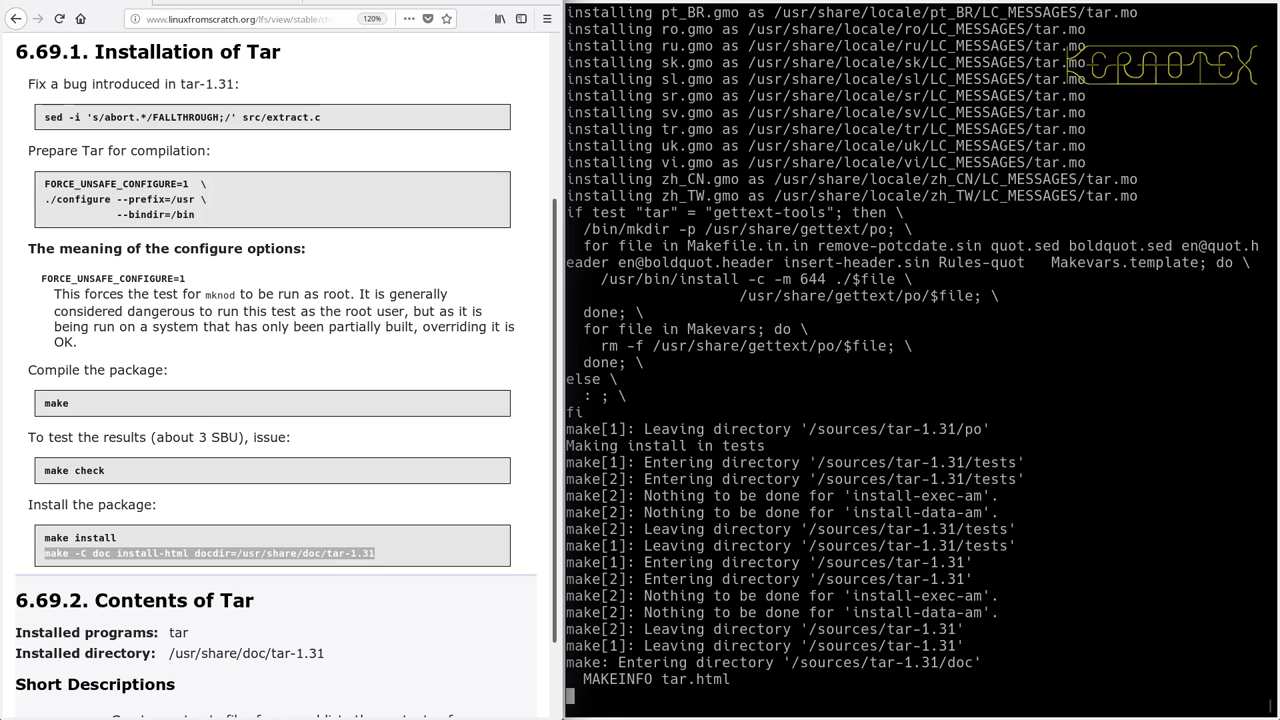 www.linuxfromscratch.org/lfs/view/stable/ch
120%
6.69.1. Installation of Tar
Fix a bug introduced in tar-1.31:
sed -i 's/abort.*/FALLTHROUGH;/' src/extract.c
Prepare Tar for compilation:
FORCE_UNSAFE_CONFIGURE=1  \
./configure --prefix=/usr \
--bindir=/bin
The meaning of the configure options:
FORCE_UNSAFE_CONFIGURE=1
This forces the test for mknod to be run as root. It is generally
considered dangerous to run this test as the root user, but as it is
being run on a system that has only been partially built, overriding it is
OK.
Compile the package:
make
To test the results (about 3 SBU), issue:
make check
Install the package:
make install
make -C doc install-html docdir=/usr/share/doc/tar-1.31
6.69.2. Contents of Tar
Installed programs: tar
Installed directory: /usr/share/doc/tar-1.31
Short Descriptions
installing pt_BR.gmo as /usr/share/locale/pt_BR/LC_MESSAGES/tar.mo
installing ro.gmo as /usr/share/locale/ro/LC_MESSAGES/tar.mo
installing ru.gmo as /usr/share/locale/ru/LC_MESSAGES/tar.mo
installing sk.gmo as /usr/share/locale/sk/LC_MESSAGES/tar.mo
installing sl.gmo as /usr/share/locale/sl/LC_MESSAGES/tar.mo
installing sr.gmo as /usr/share/locale/sr/LC_MESSAGES/tar.mo
installing sv.gmo as /usr/share/locale/sv/LC_MESSAGES/tar.mo
installing tr.gmo as /usr/share/locale/tr/LC_MESSAGES/tar.mo
installing uk.gmo as /usr/share/locale/uk/LC_MESSAGES/tar.mo
installing vi.gmo as /usr/share/locale/vi/LC_MESSAGES/tar.mo
installing zh_CN.gmo as /usr/share/locale/zh_CN/LC_MESSAGES/tar.mo
installing zh_TW.gmo as /usr/share/locale/zh_TW/LC_MESSAGES/tar.mo
if test "tar" = "gettext-tools"; then \
/bin/mkdir -p /usr/share/gettext/po; \
for file in Makefile.in.in remove-potcdate.sin quot.sed boldquot.sed en@quot.h
eader en@boldquot.header insert-header.sin Rules-quot   Makevars.template; do \
/usr/bin/install -c -m 644 ./$file \
/usr/share/gettext/po/$file; \
done; \
for file in Makevars; do \
rm -f /usr/share/gettext/po/$file; \
done; \
else \
: ; \
fi
make[1]: Leaving directory '/sources/tar-1.31/po'
Making install in tests
make[1]: Entering directory '/sources/tar-1.31/tests'
make[2]: Entering directory '/sources/tar-1.31/tests'
make[2]: Nothing to be done for 'install-exec-am'.
make[2]: Nothing to be done for 'install-data-am'.
make[2]: Leaving directory '/sources/tar-1.31/tests'
make[1]: Leaving directory '/sources/tar-1.31/tests'
make[1]: Entering directory '/sources/tar-1.31'
make[2]: Entering directory '/sources/tar-1.31'
make[2]: Nothing to be done for 'install-exec-am'.
make[2]: Nothing to be done for 'install-data-am'.
make[2]: Leaving directory '/sources/tar-1.31'
make[1]: Leaving directory '/sources/tar-1.31'
make: Entering directory '/sources/tar-1.31/doc'
MAKEINFO tar.html